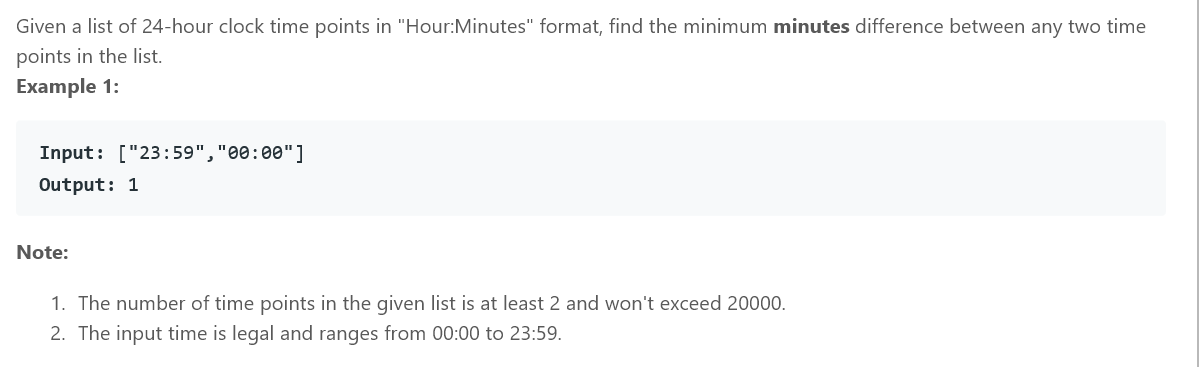 Given a list of 24-hour clock time points in "Hour:Minutes" format, find the minimum minutes difference between any two time
points in the list.
Example 1:
Input: ["23:59","00:00"]
Output: 1
Note:
1. The number of time points in the given list is at least 2 and won't exceed 20000.
2. The input time is legal and ranges from 00:00 to 23:59.